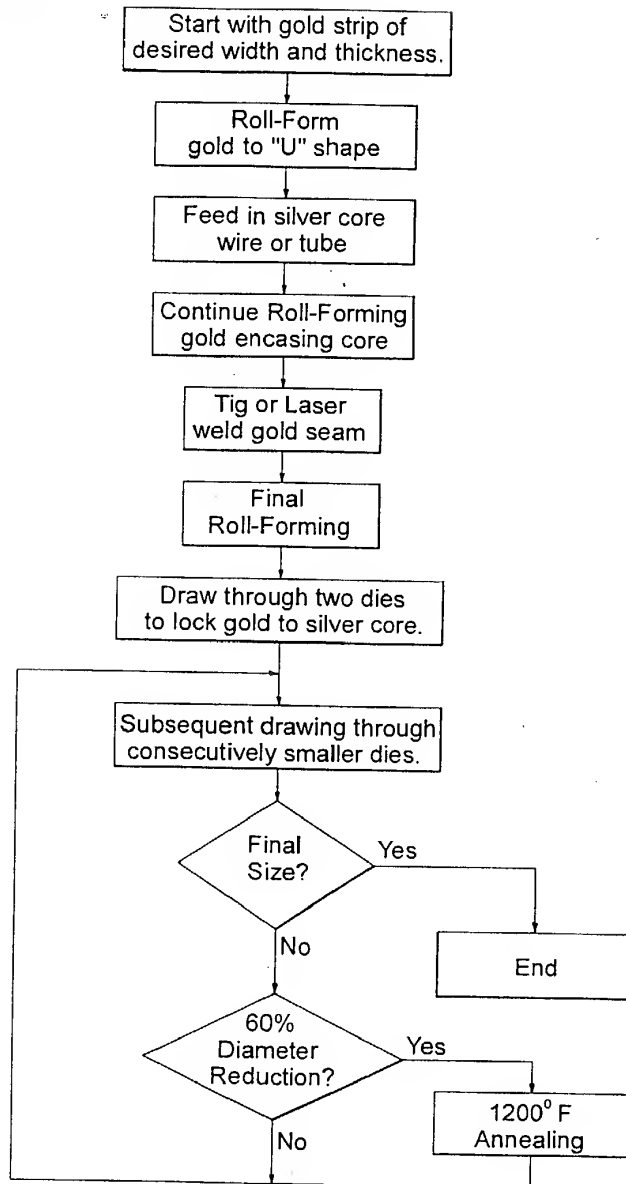 Start with gold strip of
desired width and thickness.
Roll-Form
gold to "U" shape
Feed in silver core
wire or tube
Continue Roll-Forming
gold encasing core
Tig or Laser
weld gold seam
Final
Roll-Forming
Draw through two dies
to lock gold to silver core.
Subsequent drawing through
consecutively smaller dies.
Final
Size?
Yes
No
End
60%
Diameter
Reduction?
Yes
No
1200° F
Annealing